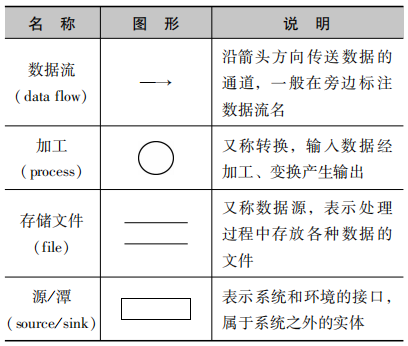 名 称 图 形 说 明
数据流
(data flow)
沿箭头方向传送数据的
通道，一般在旁边标注
数据流名
加工
(process)
又称转换，输入数据经
加工、变换产生输出
存储文件
(file)
又称数据源，表示处理
过程中存放各种数据的
文件
源/潭
(source/sink)
表示系统和环境的接口，
属于系统之外的实体